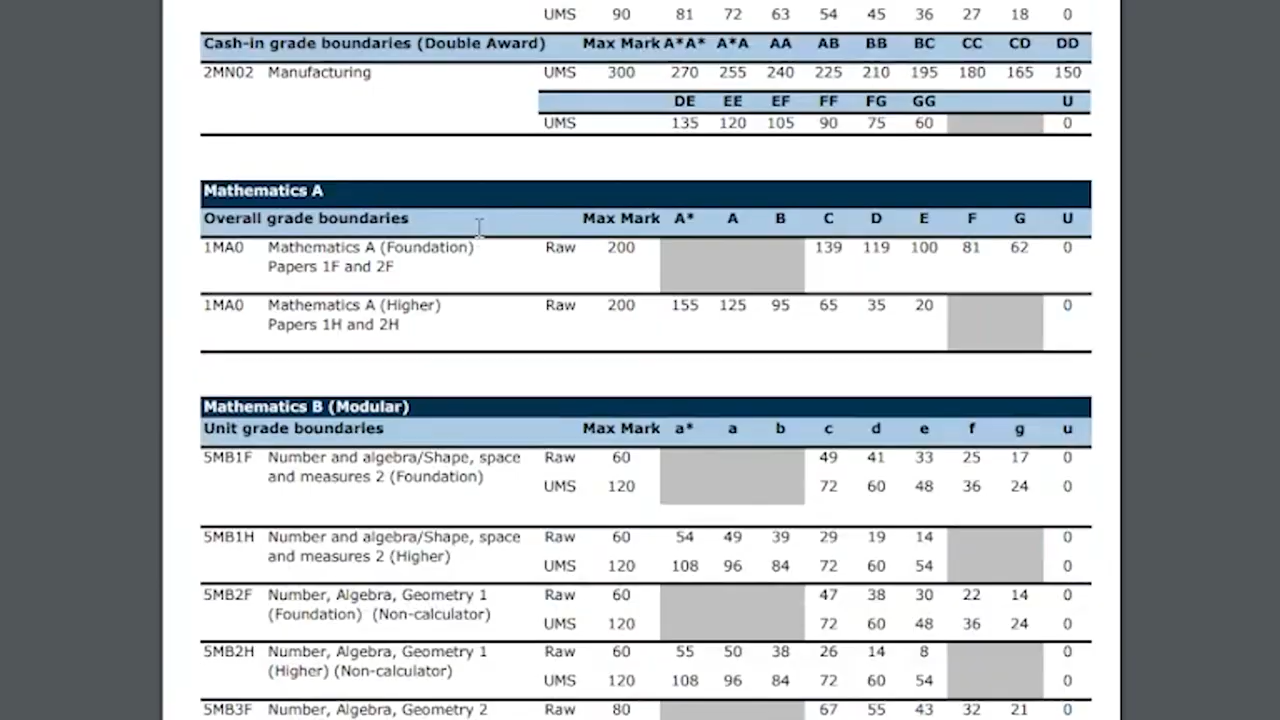 UMS 90 81 72 63 54 45 36 27 18 0
Cash-in grade boundaries (Double Award) Max Mark A*A* A*A AA AB BB BC CC CD DD
2MN02 Manufacturing UMS 300 270 255 240 225 210 195 180 165 150
DE EE EF FF FG GG U
UMS 135 120 105 90 75 60 0
Mathematics A
Overall grade boundaries Max Mark A* A B C D E F G U
1MA0 Mathematics A (Foundation) Raw 200 139 119 100 81 62 0
Papers 1F and 2F
1MA0 Mathematics A (Higher) Raw 200 155 125 95 65 35 20 0
Papers 1H and 2H
Mathematics B (Modular)
Unit grade boundaries Max Mark a* a b c d e f g u
5MB1F Number and algebra/Shape, space Raw 60 49 41 33 25 17 0
and measures 2 (Foundation)
UMS 120 72 60 48 36 24 0
5MB1H Number and algebra/Shape, space Raw 60 54 49 39 29 19 14 0
and measures 2 (Higher)
UMS 120 108 96 84 72 60 54 0
5MB2F Number, Algebra, Geometry 1 Raw 60 47 38 30 22 14 0
(Foundation) (Non-calculator)
UMS 120 72 60 48 36 24 0
5MB2H Number, Algebra, Geometry 1 Raw 60 55 50 38 26 14 8 0
(Higher) (Non-calculator)
UMS 120 108 96 84 72 60 54 0
5MB3F Number, Algebra, Geometry 2 Raw 80 67 55 43 32 21 0